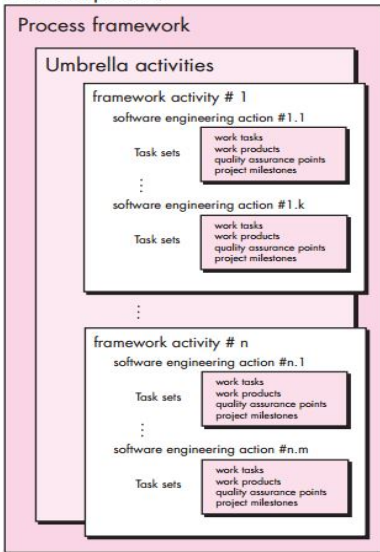 Process framework
Umbrella activities
framework activity # 1
software engineering action #1.1
Task sets
work tasks
work products
quality assurance points
project milestones
⋮
software engineering action #1.k
Task sets
work tasks
work products
quality assurance points
project milestones
⋮
framework activity # n
software engineering action #n.1
Task sets
work tasks
work products
quality assurance points
project milestones
⋮
software engineering action #n.m
Task sets
work tasks
work products
quality assurance points
project milestones